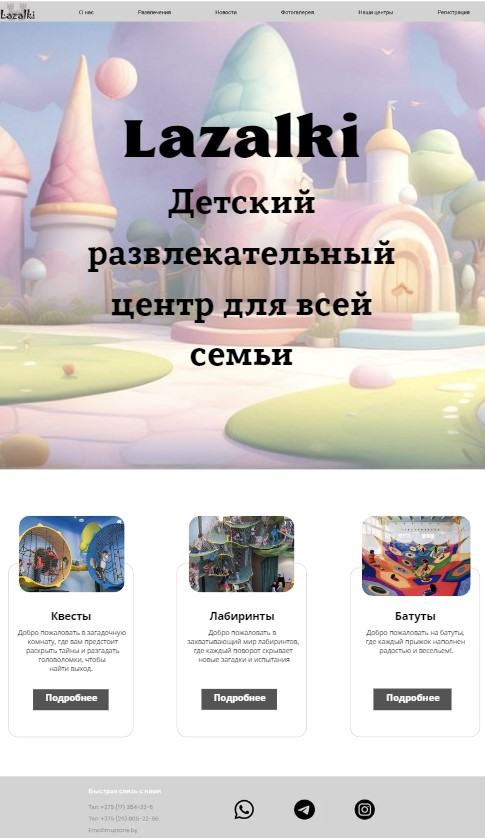 Lazalki
О нас
Развлечения
Новости
Фотогалерея
Наши центры
Регистрация
Lazalki
Детский
развлекательный
центр для всей
семьи
Квесты
Добро пожаловать в загадочную
комнату, где вам предстоит
раскрыть тайны и разгадать
головоломки, чтобы
найти выход.
Подробнее
Лабиринты
Добро пожаловать в
захватывающий мир лабиринтов,
где каждый поворот скрывает
новые загадки и испытания
Подробнее
Батуты
Добро пожаловать на батуты,
где каждый прыжок наполнен
радостью и весельем!.
Подробнее
Быстрая связь с нами
Тел: +375 (17) 354-23-6
Тел: +375 (29) 805-22-56